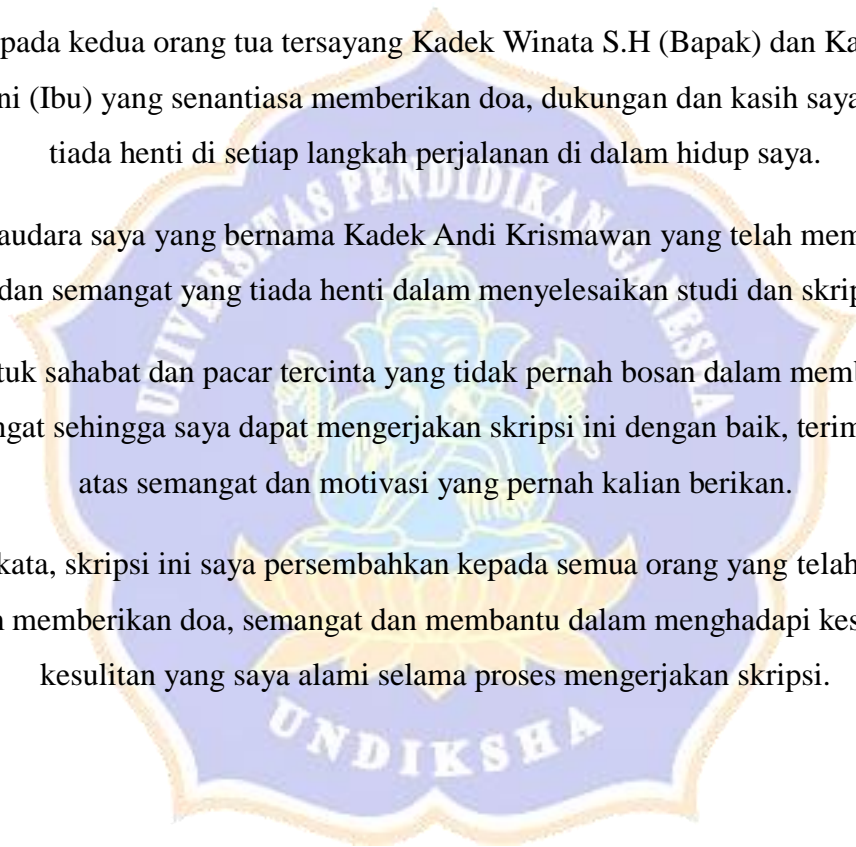 pada kedua orang tua tersayang Kadek Winata S.H (Bapak) dan Ka
ni (Ibu) yang senantiasa memberikan doa, dukungan dan kasih saya
tiada henti di setiap langkah perjalanan di dalam hidup saya.
audara saya yang bernama Kadek Andi Krismawan yang telah mem
dan semangat yang tiada henti dalam menyelesaikan studi dan skrip
tuk sahabat dan pacar tercinta yang tidak pernah bosan dalam memb
ngat sehingga saya dapat mengerjakan skripsi ini dengan baik, terim
atas semangat dan motivasi yang pernah kalian berikan.
kata, skripsi ini saya persembahkan kepada semua orang yang telah
n memberikan doa, semangat dan membantu dalam menghadapi kes
kesulitan yang saya alami selama proses mengerjakan skripsi.
UNIVERSITAS PENDIDIKAN GANESHA
UNDIKSHA